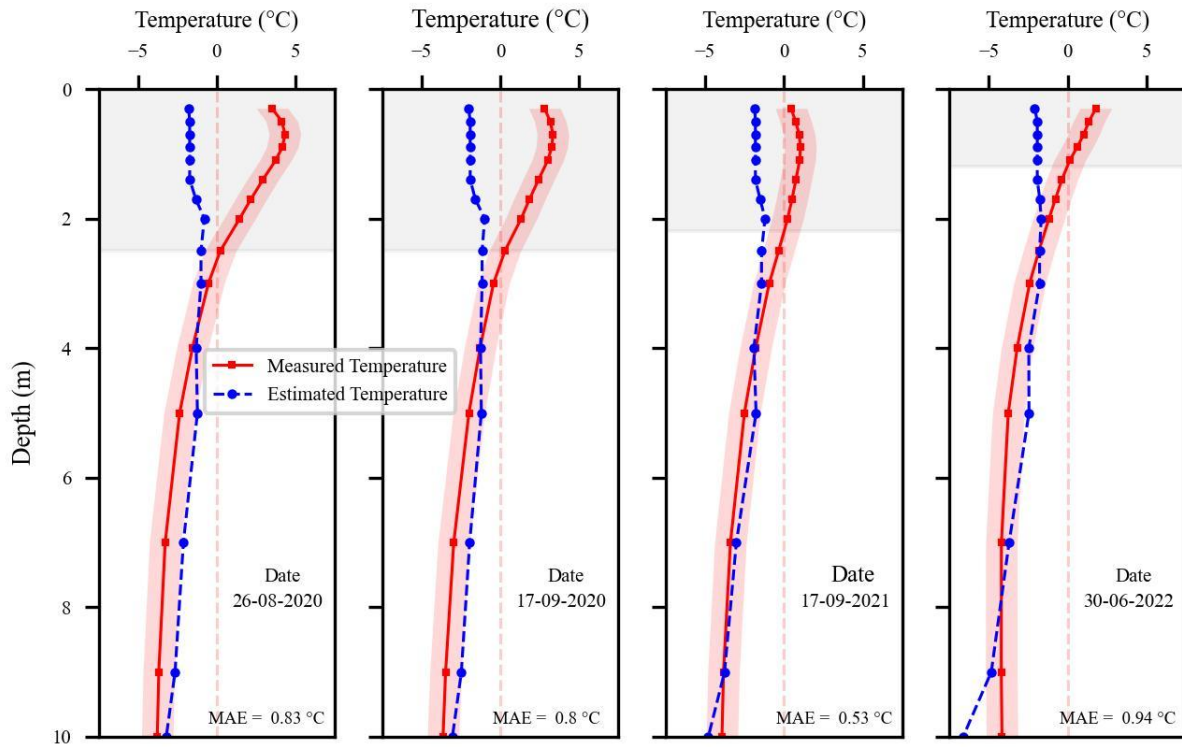 Temperature (°C) Temperature (°C) Temperature (°C) Temperature (°C)
−5 0 5 −5 0 5 −5 0 5 −5 0 5
0
2
4
6
8
10
Depth (m)
Measured Temperature
Estimated Temperature
Date
26-08-2020
MAE = 0.83 °C
Date
17-09-2020
MAE = 0.8 °C
Date
17-09-2021
MAE = 0.53 °C
Date
30-06-2022
MAE = 0.94 °C